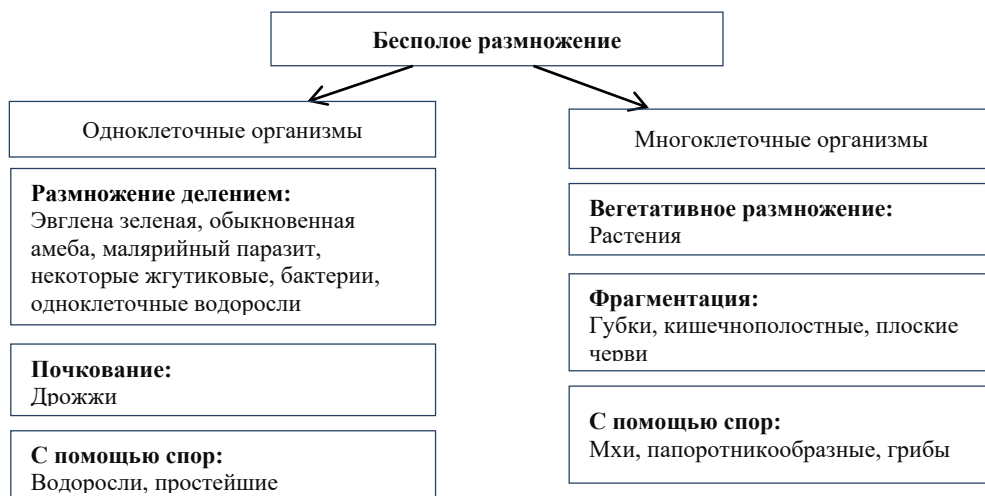 Бесполое размножение
Одноклеточные организмы
Размножение делением:
Эвглена зеленая, обыкновенная
амеба, малярийный паразит,
некоторые жгутиковые, бактерии,
одноклеточные водоросли
Почкование:
Дрожжи
С помощью спор:
Водоросли, простейшие
Многоклеточные организмы
Вегетативное размножение:
Растения
Фрагментация:
Губки, кишечнополостные, плоские
черви
С помощью спор:
Мхи, папоротникообразные, грибы